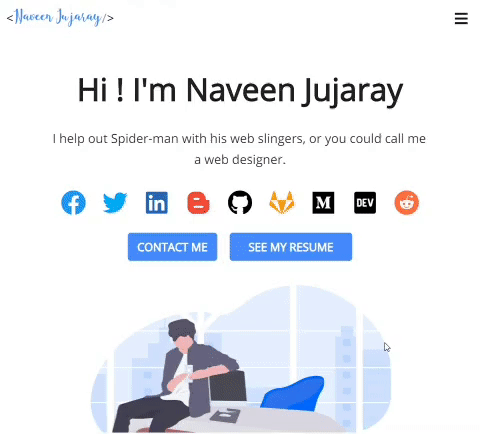 <Naveen Jujaray/>
Hi ! I'm Naveen Jujaray
I help out Spider-man with his web slingers, or you could call me
a web designer.
M DEV
CONTACT ME SEE MY RESUME